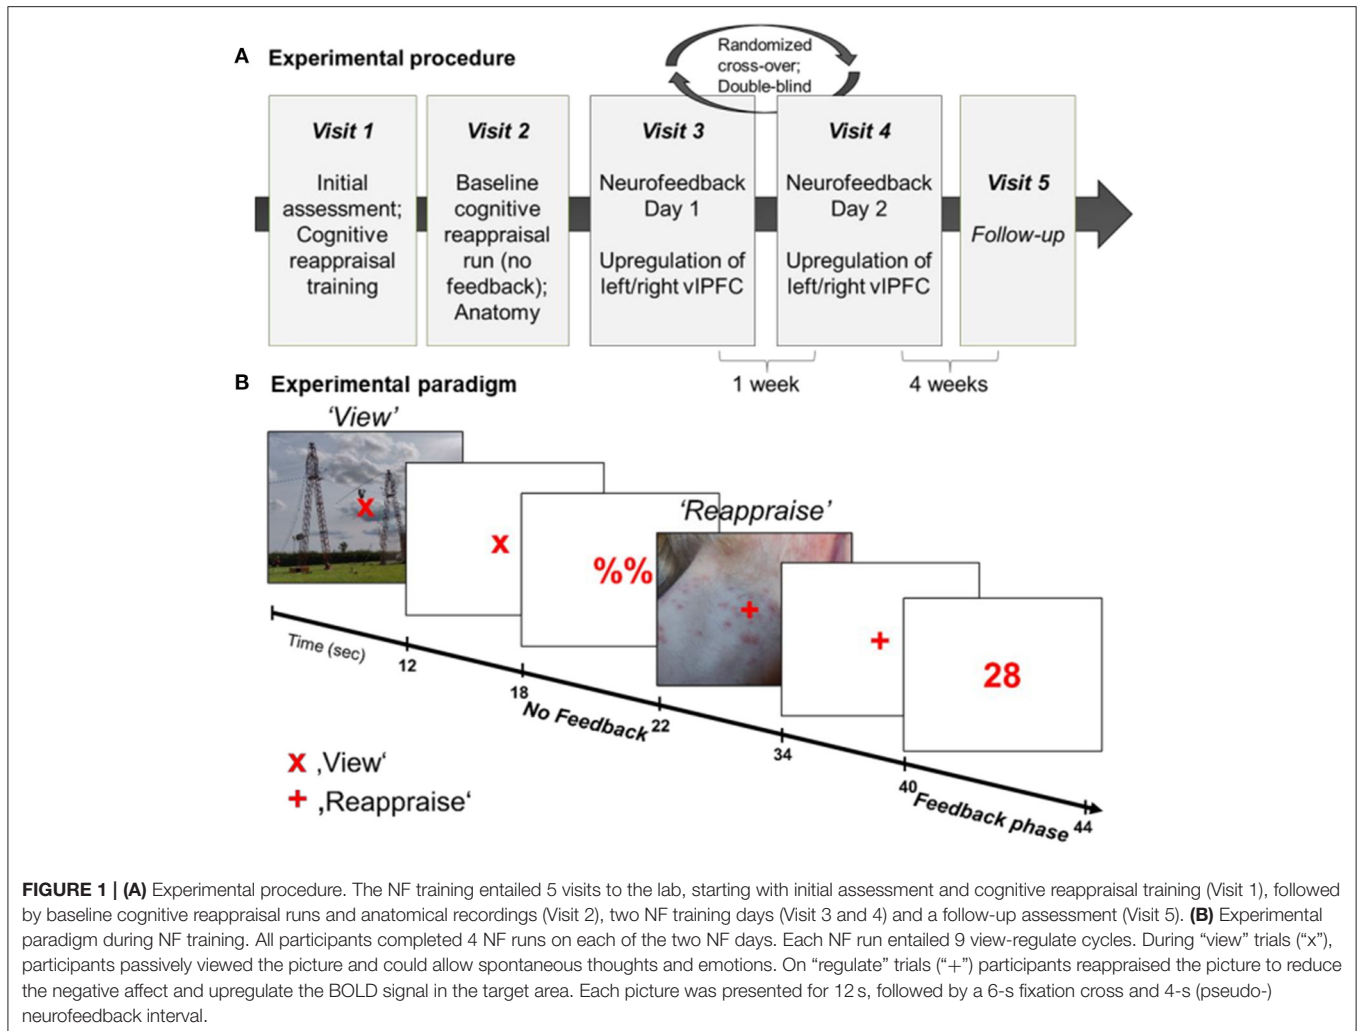 A Experimental procedure
Randomized
cross-over;
Double-blind
Visit 1
Initial
assessment;
Cognitive
reappraisal
training
Visit 2
Baseline
cognitive
reappraisal
run (no
feedback);
Anatomy
Visit 3
Neurofeedback
Day 1
Upregulation of
left/right vlPFC
Visit 4
Neurofeedback
Day 2
Upregulation of
left/right vlPFC
Visit 5
Follow-up
1 week
4 weeks
B Experimental paradigm
'View'
x
x
%%
'Reappraise'
+
+
28
Time (sec)
12
18
No Feedback
22
34
40
Feedback phase
44
x ‚View‘
+ ‚Reappraise‘
FIGURE 1 | (A) Experimental procedure. The NF training entailed 5 visits to the lab, starting with initial assessment and cognitive reappraisal training (Visit 1), followed
by baseline cognitive reappraisal runs and anatomical recordings (Visit 2), two NF training days (Visit 3 and 4) and a follow-up assessment (Visit 5). (B) Experimental
paradigm during NF training. All participants completed 4 NF runs on each of the two NF days. Each NF run entailed 9 view-regulate cycles. During “view” trials (“x”),
participants passively viewed the picture and could allow spontaneous thoughts and emotions. On “regulate” trials (“+”) participants reappraised the picture to reduce
the negative affect and upregulate the BOLD signal in the target area. Each picture was presented for 12 s, followed by a 6-s fixation cross and 4-s (pseudo-)
neurofeedback interval.